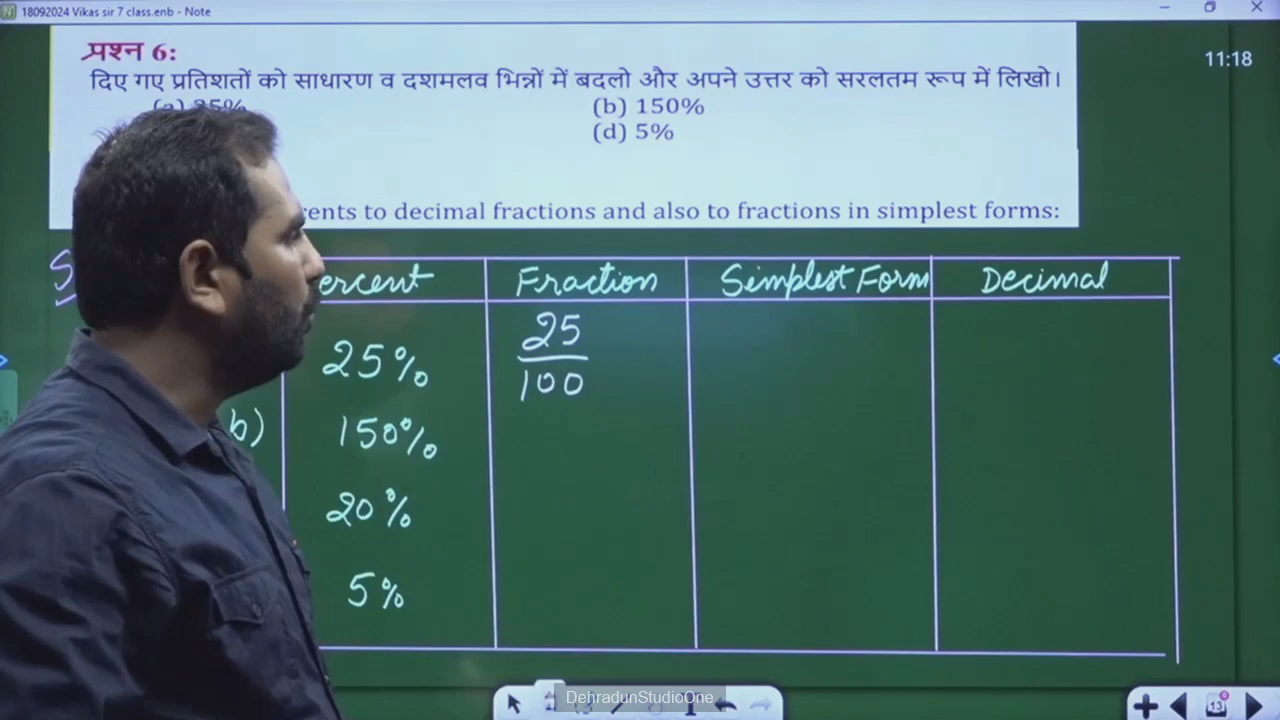 18092024 Vikas sir 7 class.enb - Note
प्रश्न 6:
11:18
दिए गए प्रतिशतों को साधारण व दशमलव भिन्नों में बदलो और अपने उत्तर को सरलतम रूप में लिखो।
(a) 25% (b) 150%
(d) 5%
to decimal fractions and also to fractions in simplest forms:
Fraction Simplest Form Decimal
25% 25/100
b) 150%
20%
5%
DehradunStudioOne
13